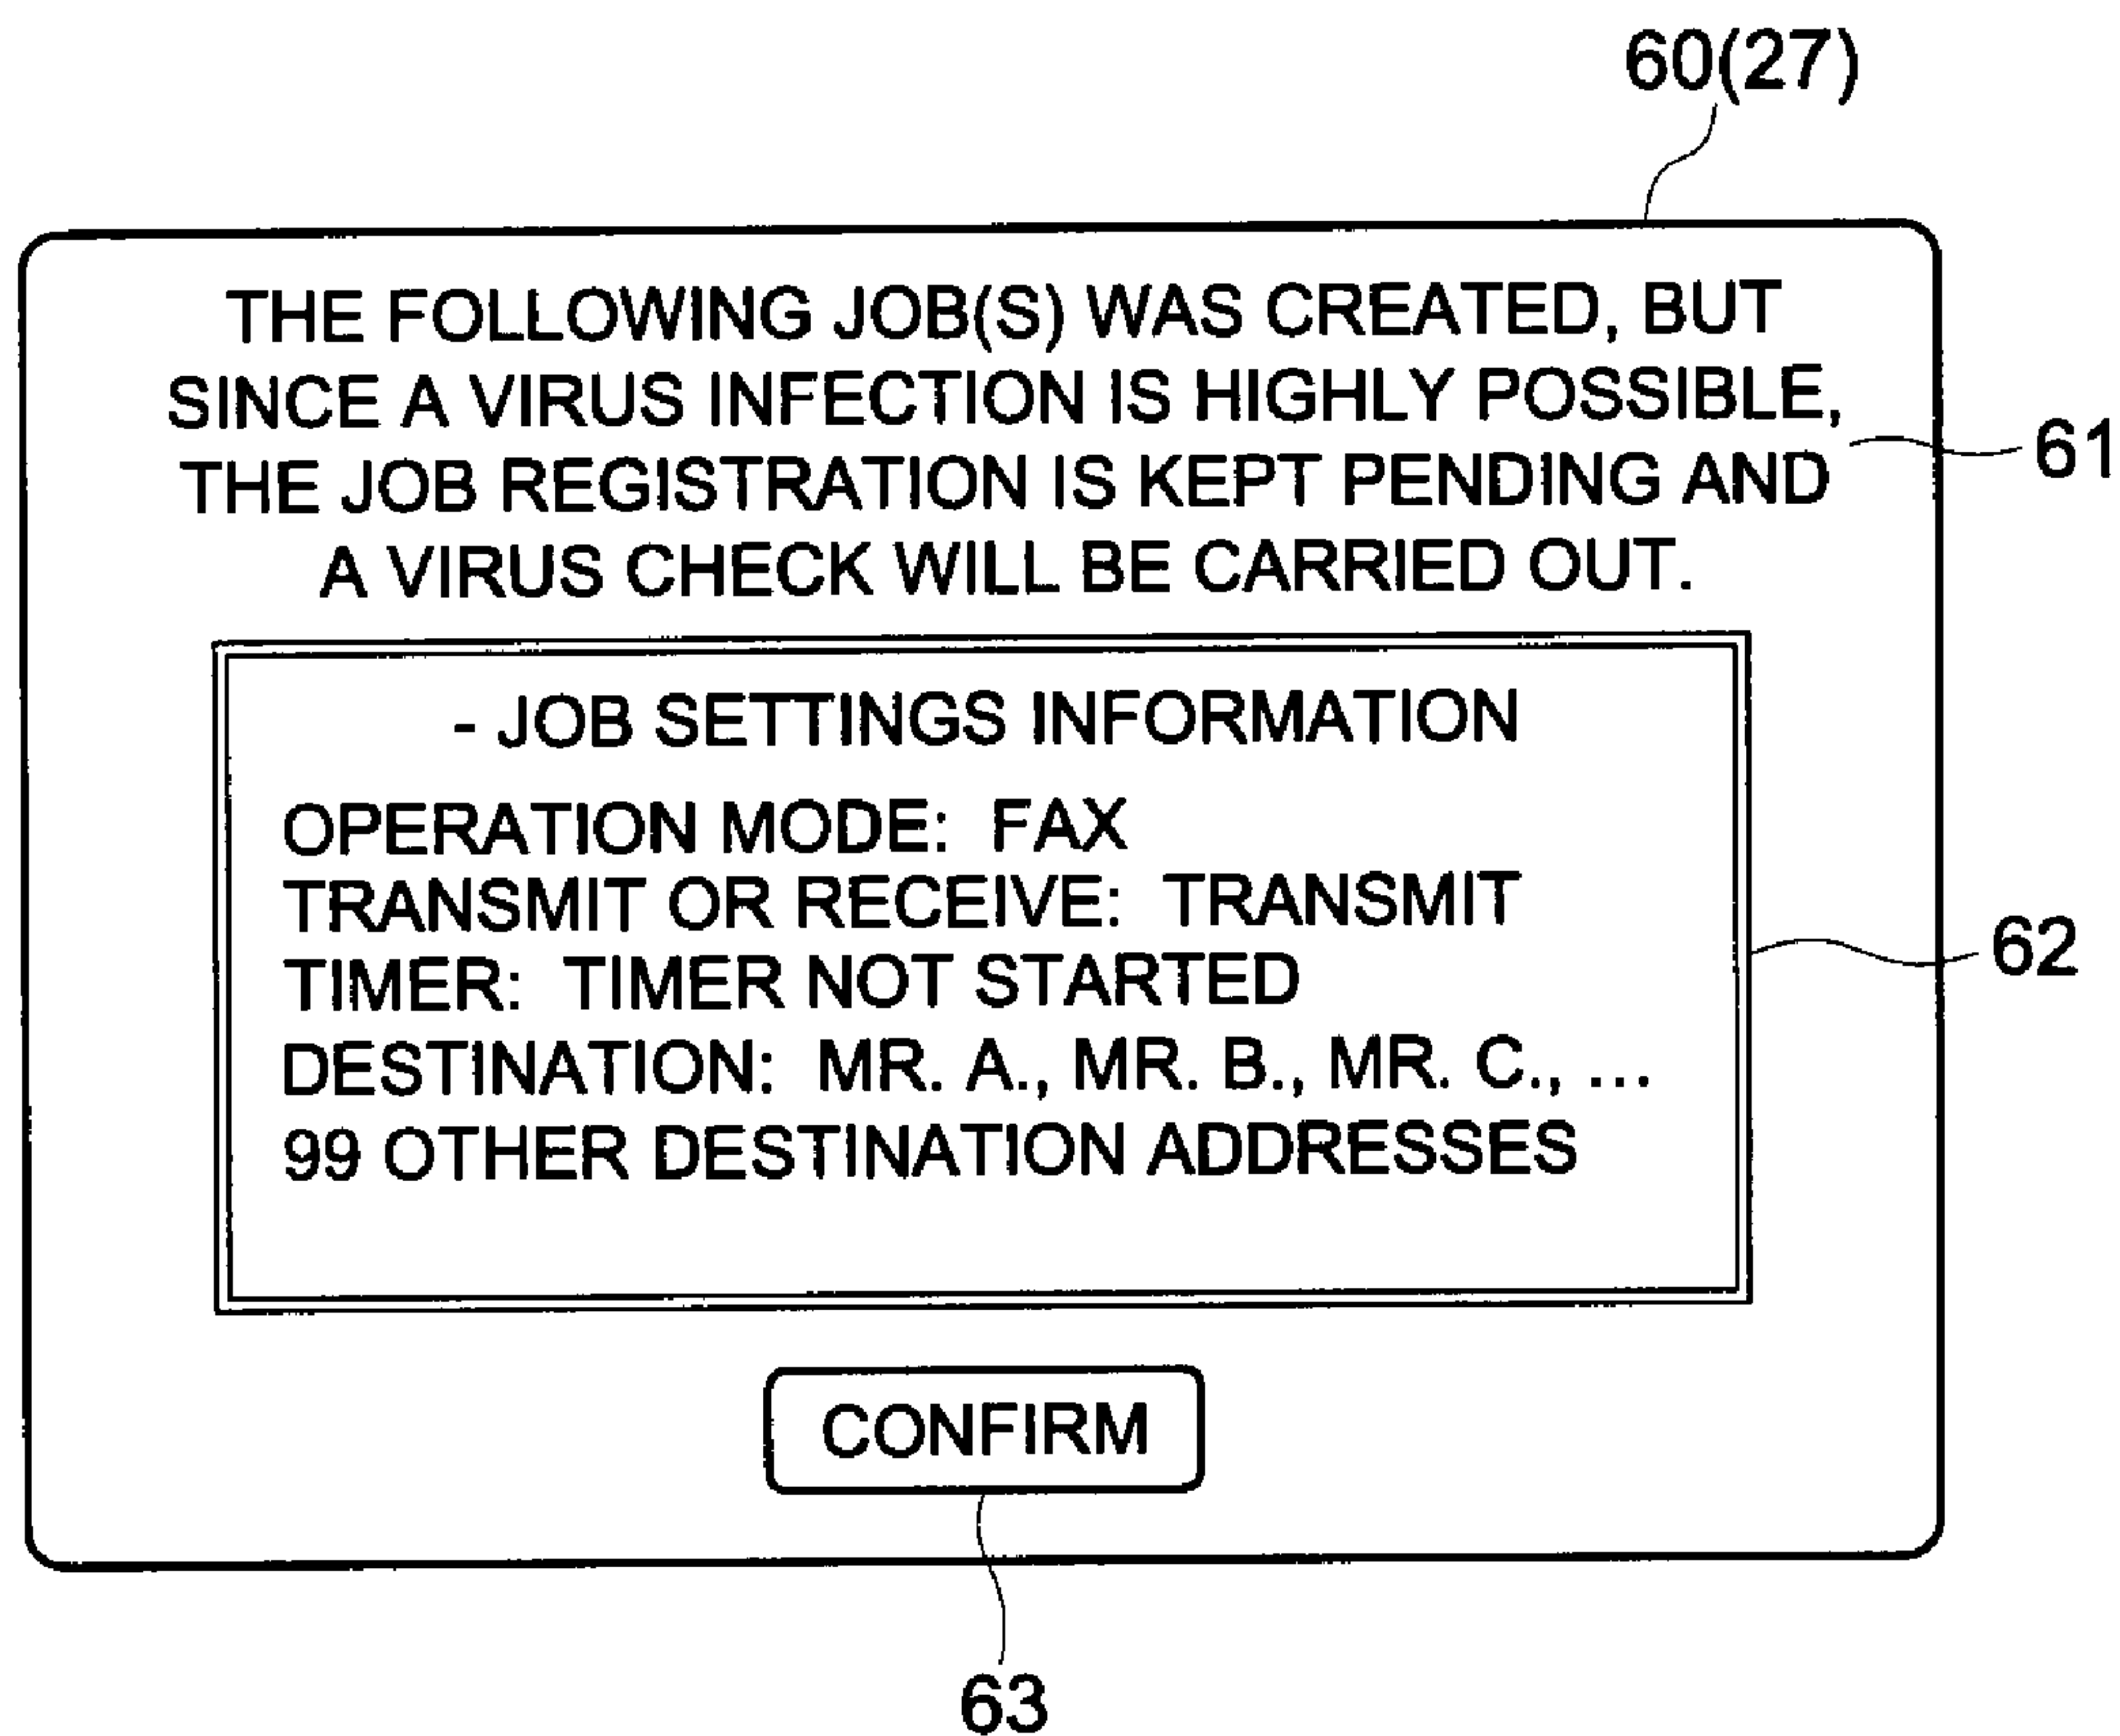 60(27)
THE FOLLOWING JOB(S) WAS CREATED, BUT
SINCE A VIRUS INFECTION IS HIGHLY POSSIBLE,
THE JOB REGISTRATION IS KEPT PENDING AND
A VIRUS CHECK WILL BE CARRIED OUT.
61
- JOB SETTINGS INFORMATION
OPERATION MODE: FAX
TRANSMIT OR RECEIVE: TRANSMIT
TIMER: TIMER NOT STARTED
62
DESTINATION: MR. A., MR. B., MR. C., ...
99 OTHER DESTINATION ADDRESSES
CONFIRM
63